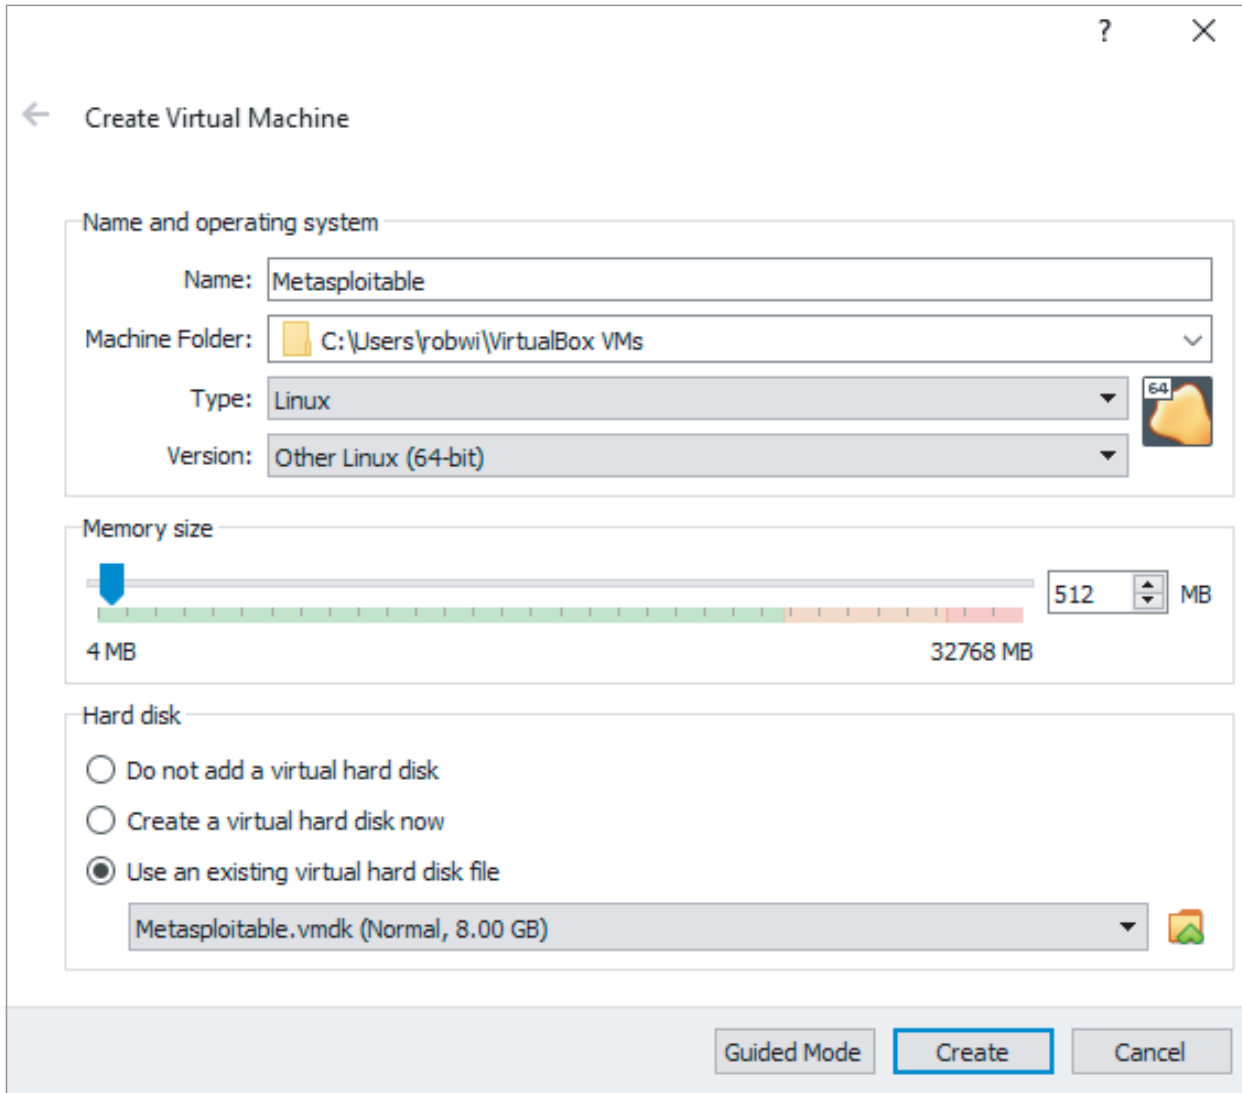 ?
Create Virtual Machine
Name and operating system
Name: Metasploitable
Machine Folder: C:\Users\robwi\VirtualBox VMs
Type: Linux
64
Version: Other Linux (64-bit)
Memory size
512 MB
4 MB 32768 MB
Hard disk
Do not add a virtual hard disk
Create a virtual hard disk now
Use an existing virtual hard disk file
Metasploitable.vmdk (Normal, 8.00 GB)
Guided Mode Create Cancel